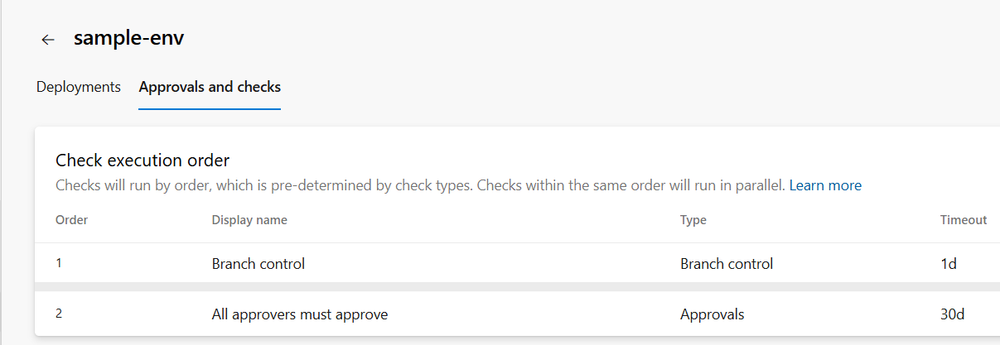 sample-env
Deployments Approvals and checks
Check execution order
Checks will run by order, which is pre-determined by check types. Checks within the same order will run in parallel. Learn more
Order Display name Type Timeout
1 Branch control Branch control 1d
2 All approvers must approve Approvals 30d